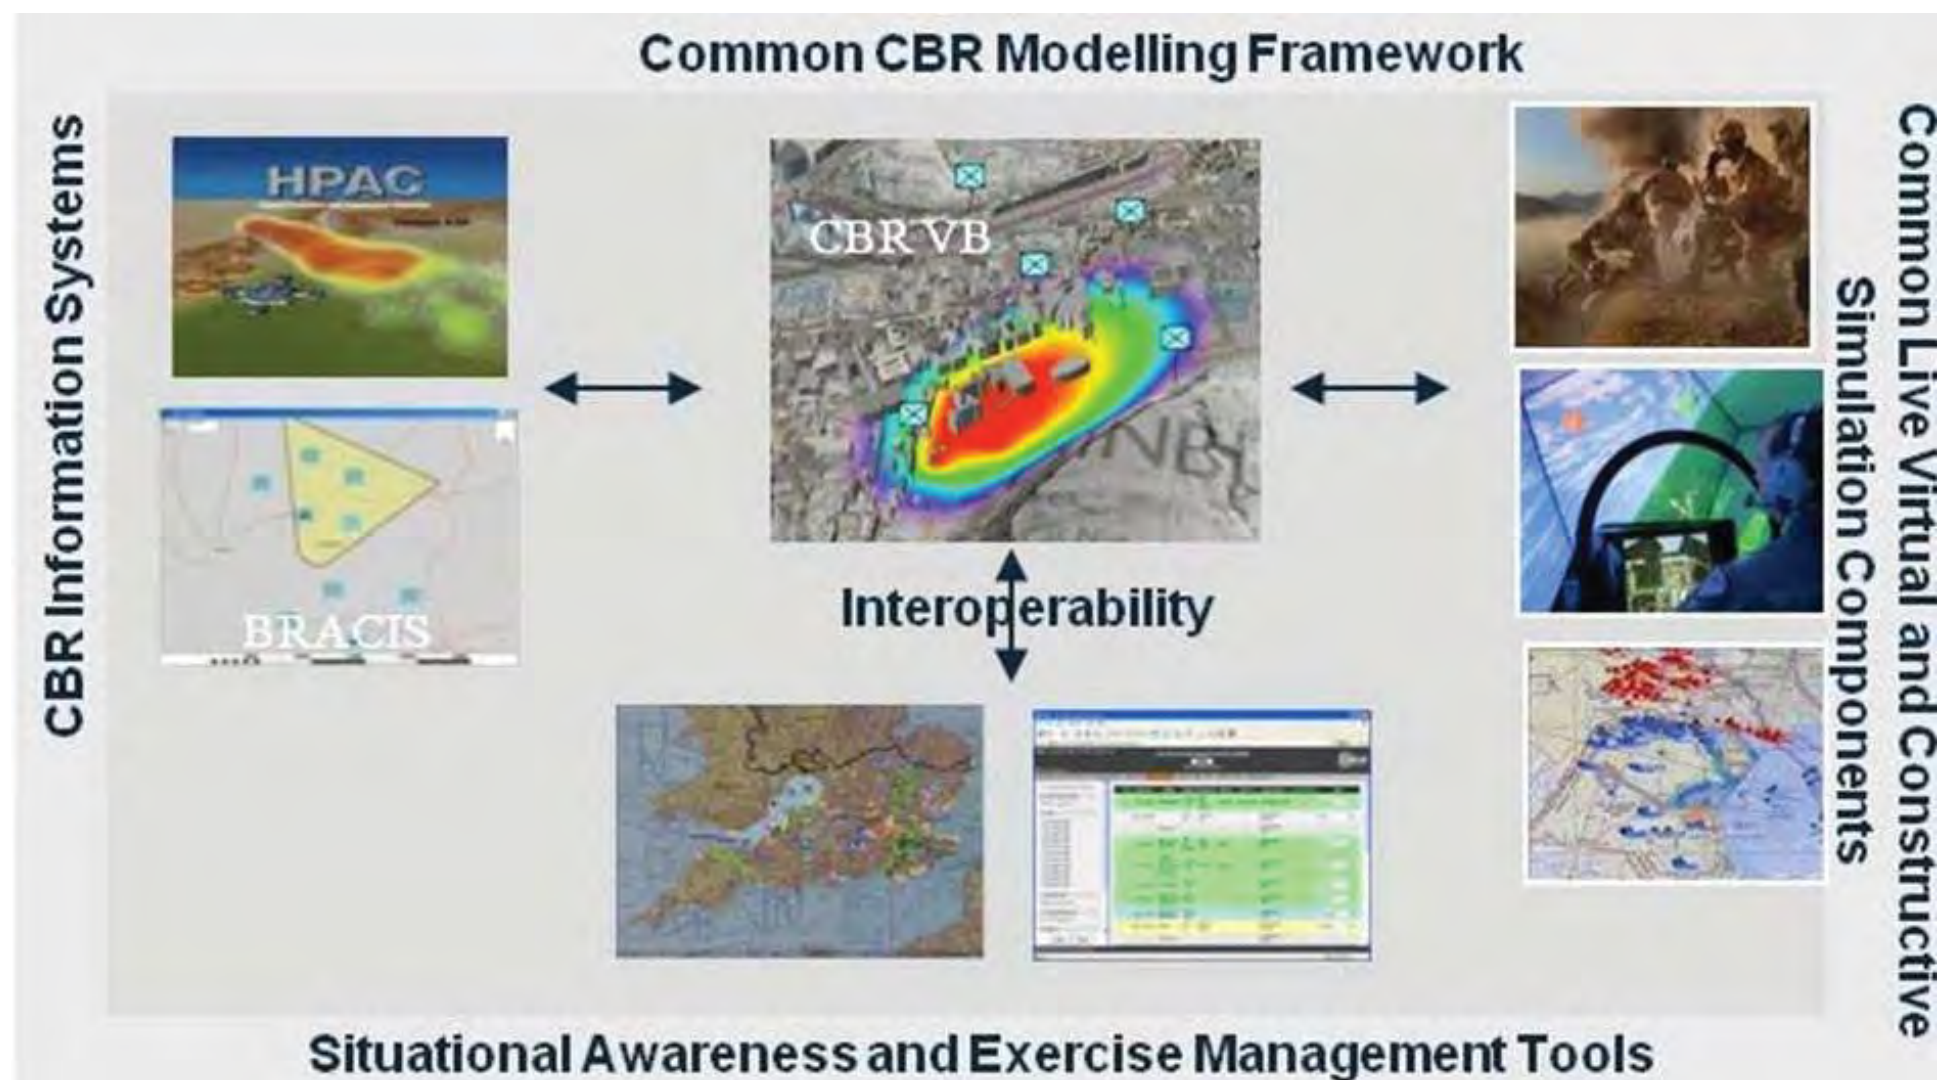 Common CBR Modelling Framework
CBR Information Systems
HPAC
CBR VB
BRACIS
Interoperability
Common Live Virtual and Constructive
Simulation Components
Situational Awareness and Exercise Management Tools